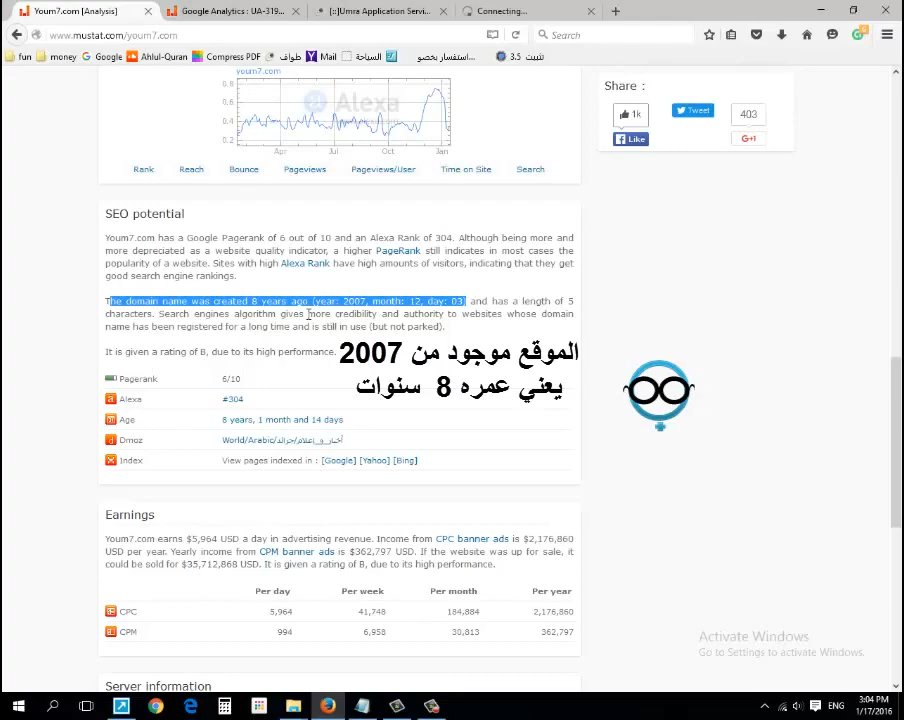 Youm7.com [Analysis]
Google Analytics : UA-319...
[::]Umra Application Servi...
Connecting...
www.mustat.com/youm7.com
Search
fun
money
Google
Ahlul-Quran
Compress PDF
طواف
Mail
السياحة
استفسار بخصو...
تثبيت 3.5
youm7.com
0.8
0.6
0.4
0.2
Alexa
Apr Jul Oct Jan
Rank Reach Bounce Pageviews Pageviews/User Time on Site Search
Share :
1k
Tweet
403
Like
G+1
SEO potential
Youm7.com has a Google Pagerank of 6 out of 10 and an Alexa Rank of 304. Although being more and
more depreciated as a website quality indicator, a higher PageRank still indicates in most cases the
popularity of a website. Sites with high Alexa Rank have high amounts of visitors, indicating that they get
good search engine rankings.
The domain name was created 8 years ago (year: 2007, month: 12, day: 03) and has a length of 5
characters. Search engines algorithm gives more credibility and authority to websites whose domain
name has been registered for a long time and is still in use (but not parked).
It is given a rating of B, due to its high performance.
الموقع موجود من 2007
يعني عمره 8 سنوات
Pagerank 6/10
Alexa #304
Age 8 years, 1 month and 14 days
Dmoz World/Arabic/أخبار_و_إعلام/جرائد
Index View pages indexed in : [Google] [Yahoo] [Bing]
Earnings
Youm7.com earns $5,964 USD a day in advertising revenue. Income from CPC banner ads is $2,176,860
USD per year. Yearly income from CPM banner ads is $362,797 USD. If the website was up for sale, it
could be sold for $35,712,868 USD. It is given a rating of B, due to its high performance.
Per day Per week Per month Per year
CPC 5,964 41,748 184,884 2,176,860
CPM 994 6,958 30,813 362,797
Server information
Activate Windows
Go to Settings to activate Windows.
ENG
3:04 PM
1/17/2016